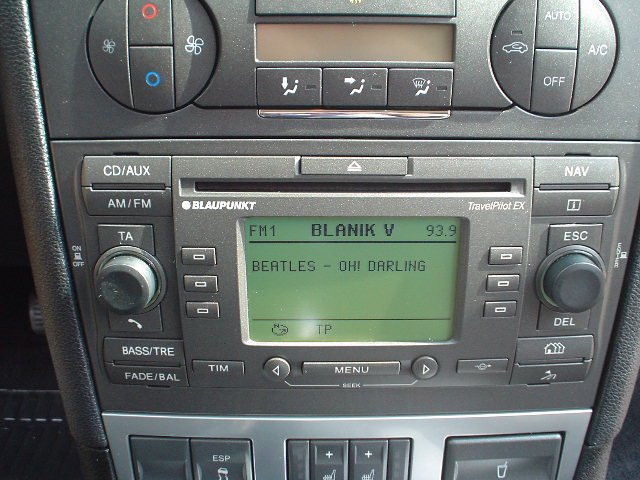 AUTO
A/C
OFF
CD/AUX
NAV
AM/FM
BLAUPUNKT
TravelPilot EX
TA
ESC
ON
OFF
FM1 BLANIK V 93.9
BEATLES - OH! DARLING
TP
DEL
BASS/TRE
FADE/BAL
TIM
MENU
SEEK
ESP
+ +